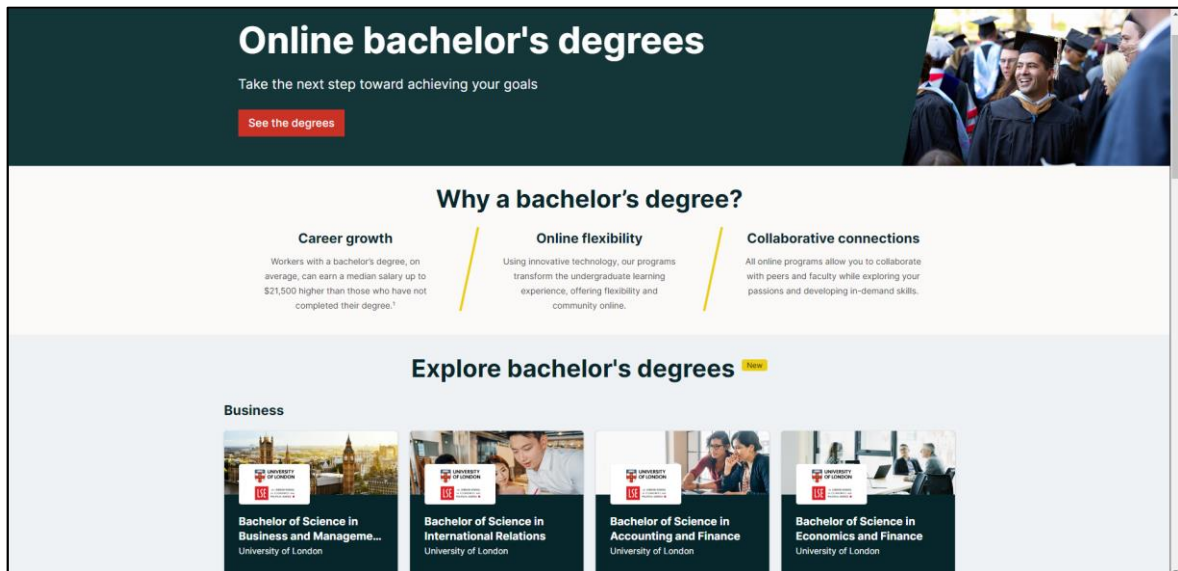 Online bachelor's degrees
Take the next step toward achieving your goals
See the degrees
Why a bachelor’s degree?
Career growth
Workers with a bachelor’s degree, on
average, can earn a median salary up to
$21,500 higher than those who have not
completed their degree.¹
Online flexibility
Using innovative technology, our programs
transform the undergraduate learning
experience, offering flexibility and
community online.
Collaborative connections
All online programs allow you to collaborate
with peers and faculty while exploring your
passions and developing in-demand skills.
Explore bachelor's degrees New
Business
UNIVERSITY
OF LONDON
LSE
Bachelor of Science in
Business and Manageme...
University of London
UNIVERSITY
OF LONDON
LSE
Bachelor of Science in
International Relations
University of London
UNIVERSITY
OF LONDON
LSE
Bachelor of Science in
Accounting and Finance
University of London
UNIVERSITY
OF LONDON
LSE
Bachelor of Science in
Economics and Finance
University of London